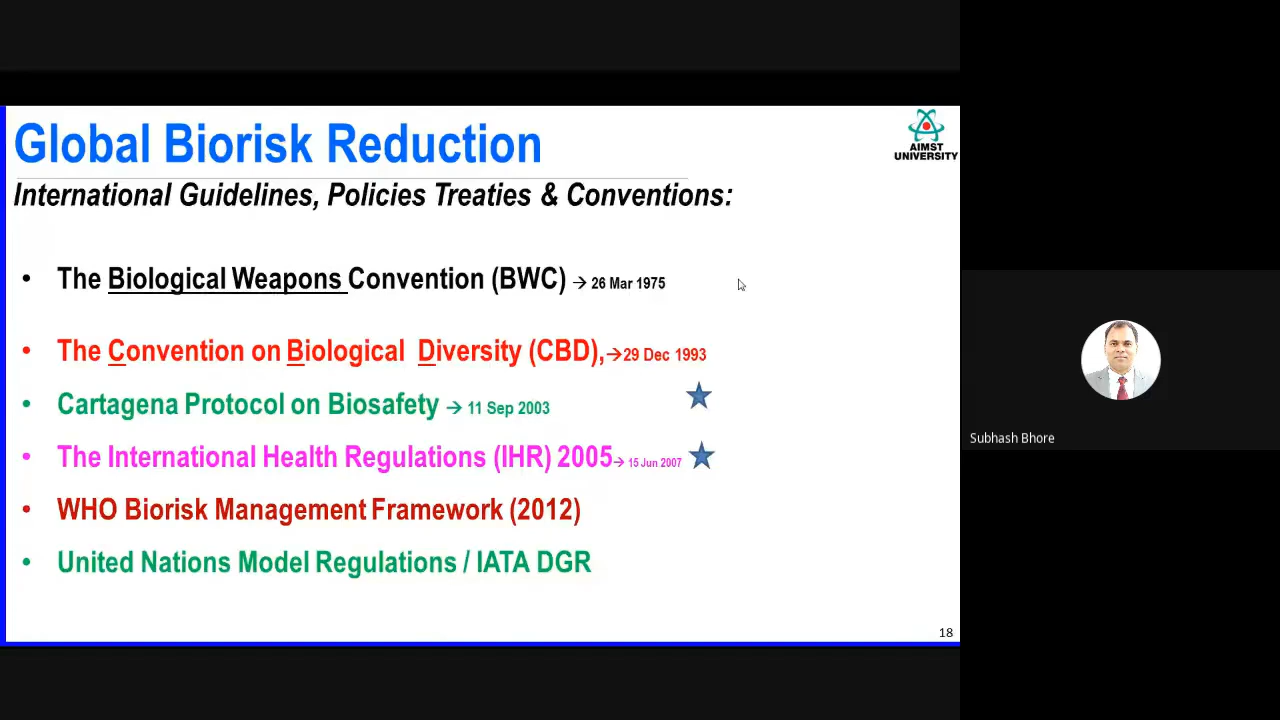 Global Biorisk Reduction
AIMST
UNIVERSITY
International Guidelines, Policies Treaties & Conventions:
• The Biological Weapons Convention (BWC) → 26 Mar 1975
• The Convention on Biological Diversity (CBD),→29 Dec 1993
• Cartagena Protocol on Biosafety → 11 Sep 2003
• The International Health Regulations (IHR) 2005→ 15 Jun 2007
• WHO Biorisk Management Framework (2012)
• United Nations Model Regulations / IATA DGR
18
Subhash Bhore